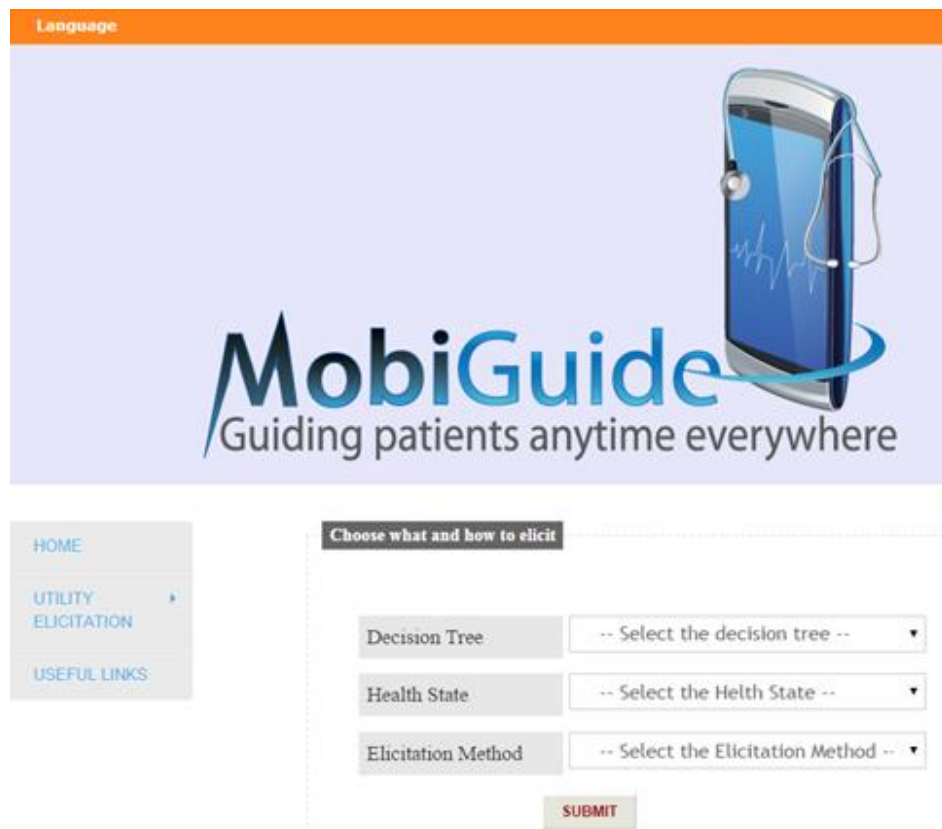 Language
MobiGuide
Guiding patients anytime everywhere
HOME
UTILITY
ELICITATION
USEFUL LINKS
Choose what and how to elicit
Decision Tree
-- Select the decision tree --
Health State
-- Select the Helth State --
Elicitation Method
-- Select the Elicitation Method --
SUBMIT